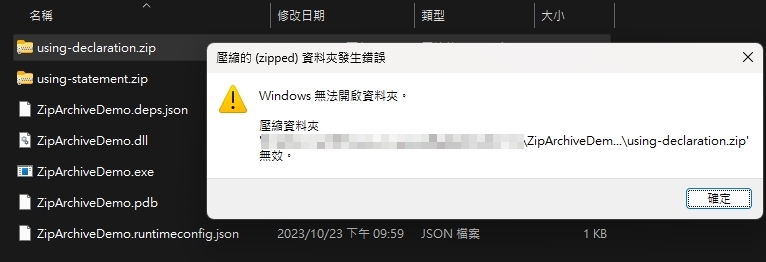 名稱 修改日期 類型 大小
using-declaration.zip
using-statement.zip
ZipArchiveDemo.deps.json
ZipArchiveDemo.dll
ZipArchiveDemo.exe
ZipArchiveDemo.pdb
ZipArchiveDemo.runtimeconfig.json 2023/10/23 下午 09:59 JSON 檔案 1 KB
壓縮的 (zipped) 資料夾發生錯誤
Windows 無法開啟資料夾。
壓縮資料夾
\ZipArchiveDem...\using-declaration.zip'
無效。
確定